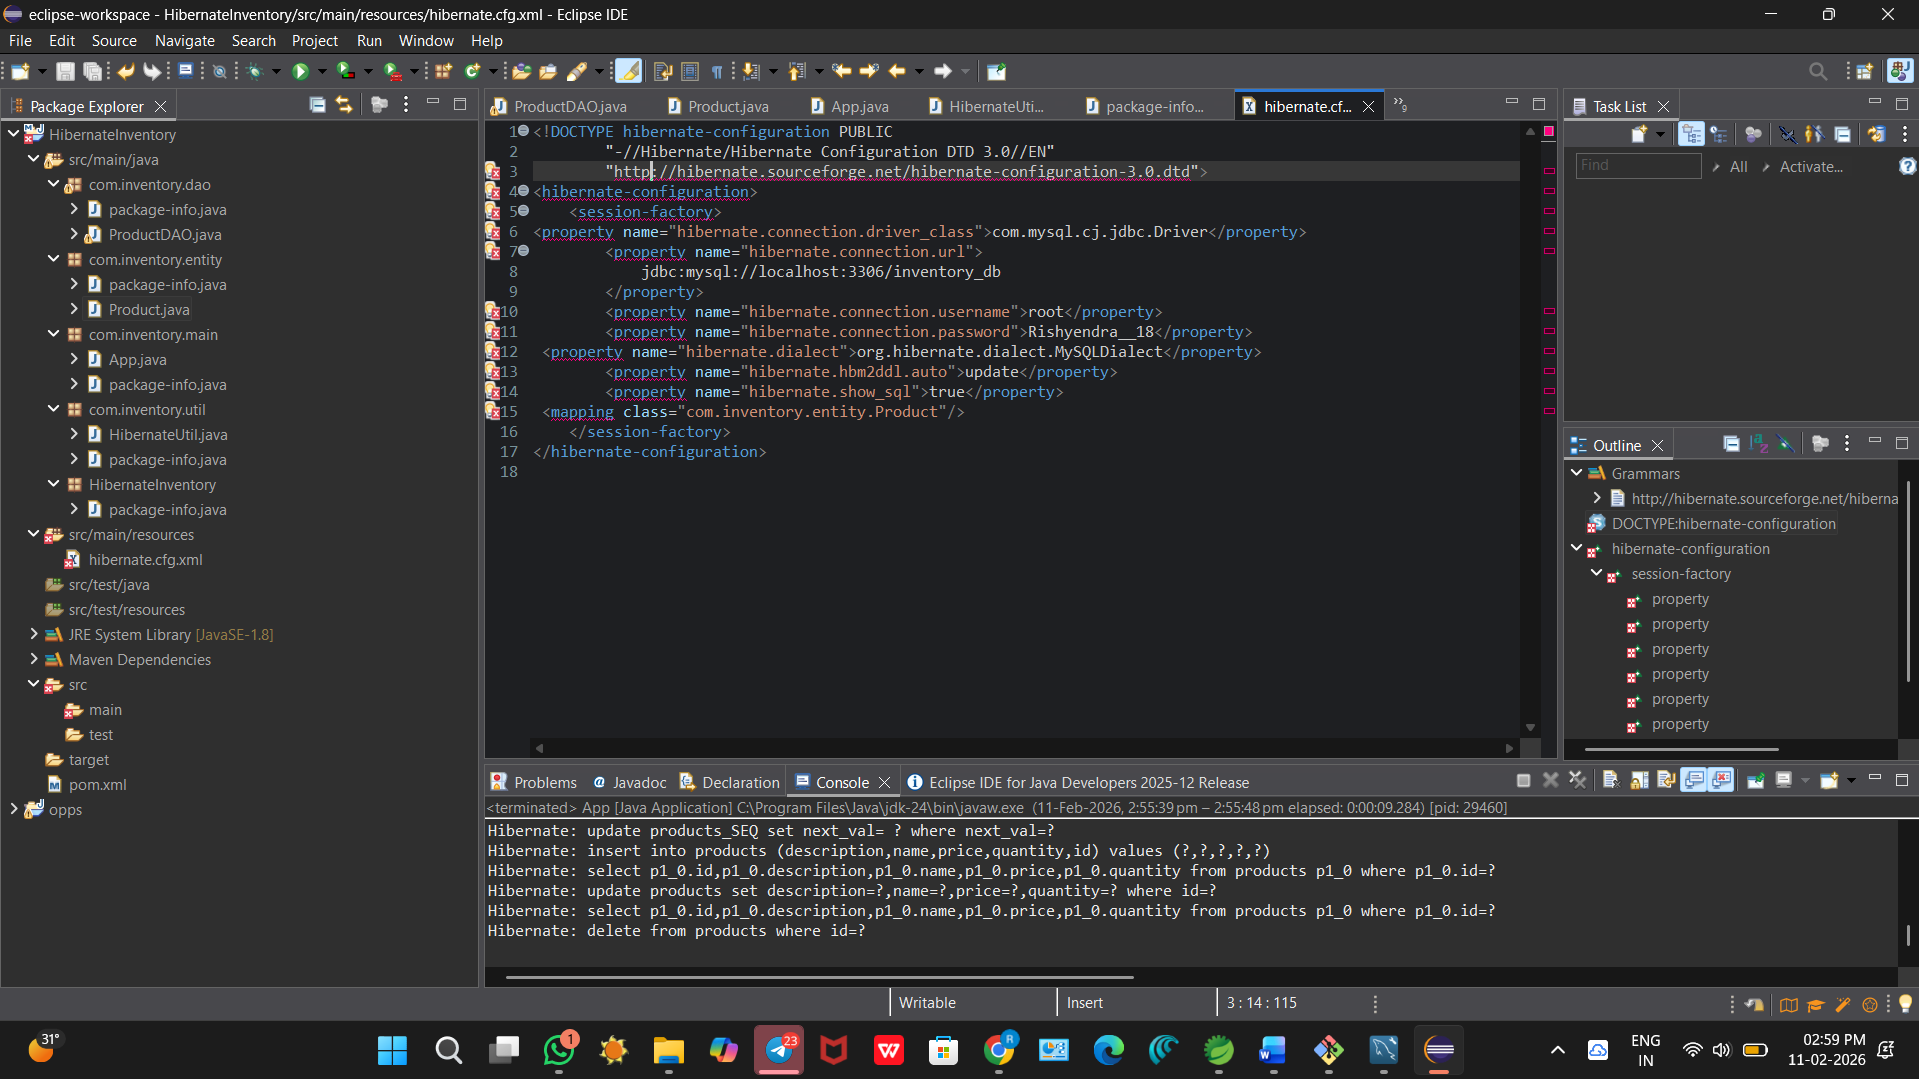 eclipse-workspace - HibernateInventory/src/main/resources/hibernate.cfg.xml - Eclipse IDE
File Edit Source Navigate Search Project Run Window Help
Package Explorer
HibernateInventory
src/main/java
com.inventory.dao
package-info.java
ProductDAO.java
com.inventory.entity
package-info.java
Product.java
com.inventory.main
App.java
package-info.java
com.inventory.util
HibernateUtil.java
package-info.java
HibernateInventory
package-info.java
src/main/resources
hibernate.cfg.xml
src/test/java
src/test/resources
JRE System Library [JavaSE-1.8]
Maven Dependencies
src
main
test
target
pom.xml
opps
ProductDAO.java Product.java App.java HibernateUti... package-info... hibernate.cf... »9
1 <!DOCTYPE hibernate-configuration PUBLIC
2 "-//Hibernate/Hibernate Configuration DTD 3.0//EN"
3 "http://hibernate.sourceforge.net/hibernate-configuration-3.0.dtd">
4 <hibernate-configuration>
5 <session-factory>
6 <property name="hibernate.connection.driver_class">com.mysql.cj.jdbc.Driver</property>
7 <property name="hibernate.connection.url">
8 jdbc:mysql://localhost:3306/inventory_db
9 </property>
10 <property name="hibernate.connection.username">root</property>
11 <property name="hibernate.connection.password">Rishyendra__18</property>
12 <property name="hibernate.dialect">org.hibernate.dialect.MySQLDialect</property>
13 <property name="hibernate.hbm2ddl.auto">update</property>
14 <property name="hibernate.show_sql">true</property>
15 <mapping class="com.inventory.entity.Product"/>
16 </session-factory>
17 </hibernate-configuration>
18
Task List
Find All Activate...
Outline
Grammars
http://hibernate.sourceforge.net/hiberna
DOCTYPE:hibernate-configuration
hibernate-configuration
session-factory
property
property
property
property
property
property
Problems Javadoc Declaration Console Eclipse IDE for Java Developers 2025-12 Release
<terminated> App [Java Application] C:\Program Files\Java\jdk-24\bin\javaw.exe (11-Feb-2026, 2:55:39 pm – 2:55:48 pm elapsed: 0:00:09.284) [pid: 29460]
Hibernate: update products_SEQ set next_val= ? where next_val=?
Hibernate: insert into products (description,name,price,quantity,id) values (?,?,?,?,?)
Hibernate: select p1_0.id,p1_0.description,p1_0.name,p1_0.price,p1_0.quantity from products p1_0 where p1_0.id=?
Hibernate: update products set description=?,name=?,price=?,quantity=? where id=?
Hibernate: select p1_0.id,p1_0.description,p1_0.name,p1_0.price,p1_0.quantity from products p1_0 where p1_0.id=?
Hibernate: delete from products where id=?
Writable Insert 3 : 14 : 115
31°
1
23
R
ENG
IN
02:59 PM
11-02-2026